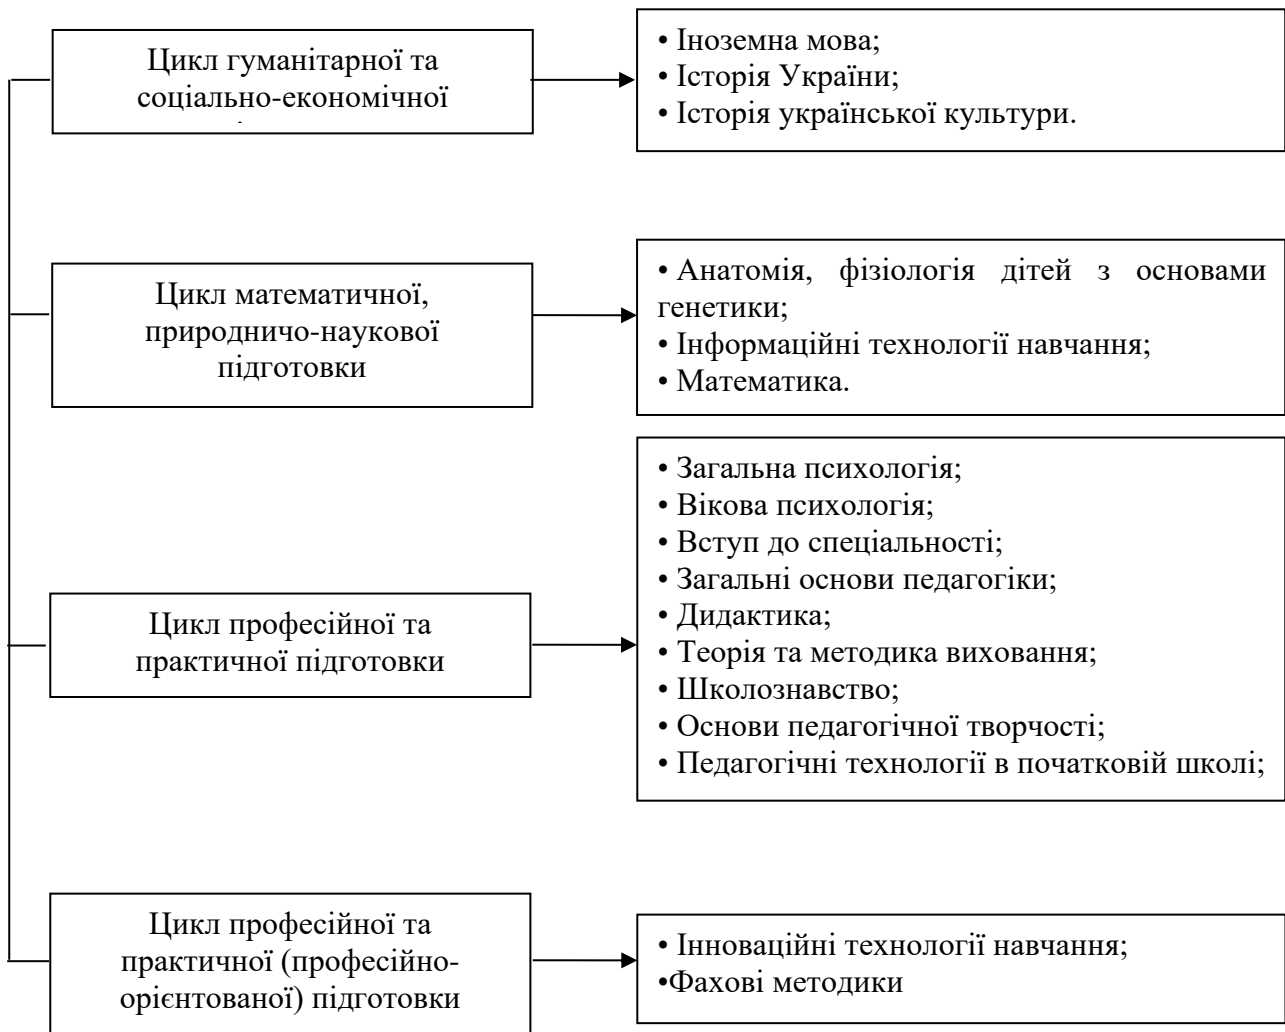 Цикл гуманітарної та
соціально-економічної
• Іноземна мова;
• Історія України;
• Історія української культури.
Цикл математичної,
природничо-наукової
підготовки
• Анатомія, фізіологія дітей з основами
генетики;
• Інформаційні технології навчання;
• Математика.
Цикл професійної та
практичної підготовки
• Загальна психологія;
• Вікова психологія;
• Вступ до спеціальності;
• Загальні основи педагогіки;
• Дидактика;
• Теорія та методика виховання;
• Школознавство;
• Основи педагогічної творчості;
• Педагогічні технології в початковій школі;
Цикл професійної та
практичної (професійно-
орієнтованої) підготовки
• Інноваційні технології навчання;
•Фахові методики